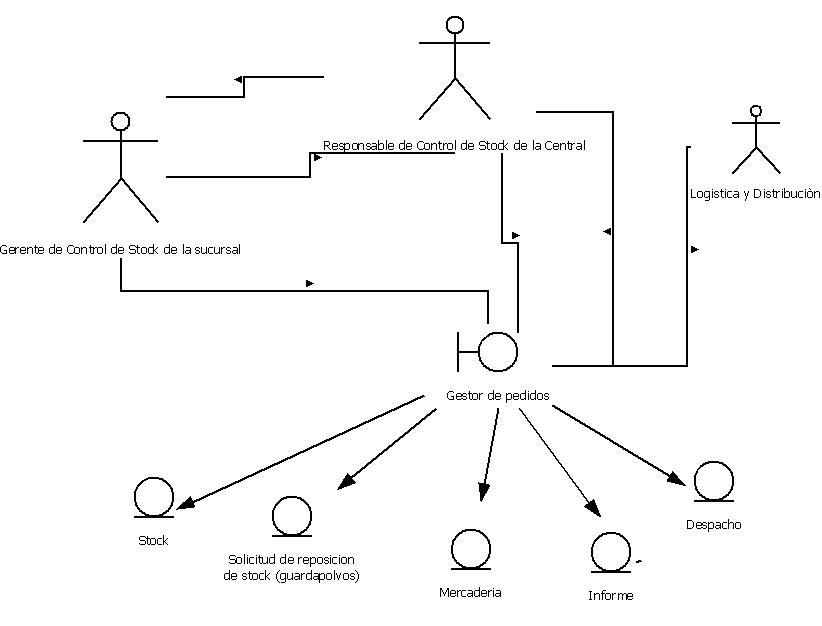 Responsable de Control de Stock de la Central
Logistica y Distribuciòn
Gerente de Control de Stock de la sucursal
Gestor de pedidos
Stock
Solicitud de reposicion
de stock (guardapolvos)
Mercaderia
Informe
Despacho